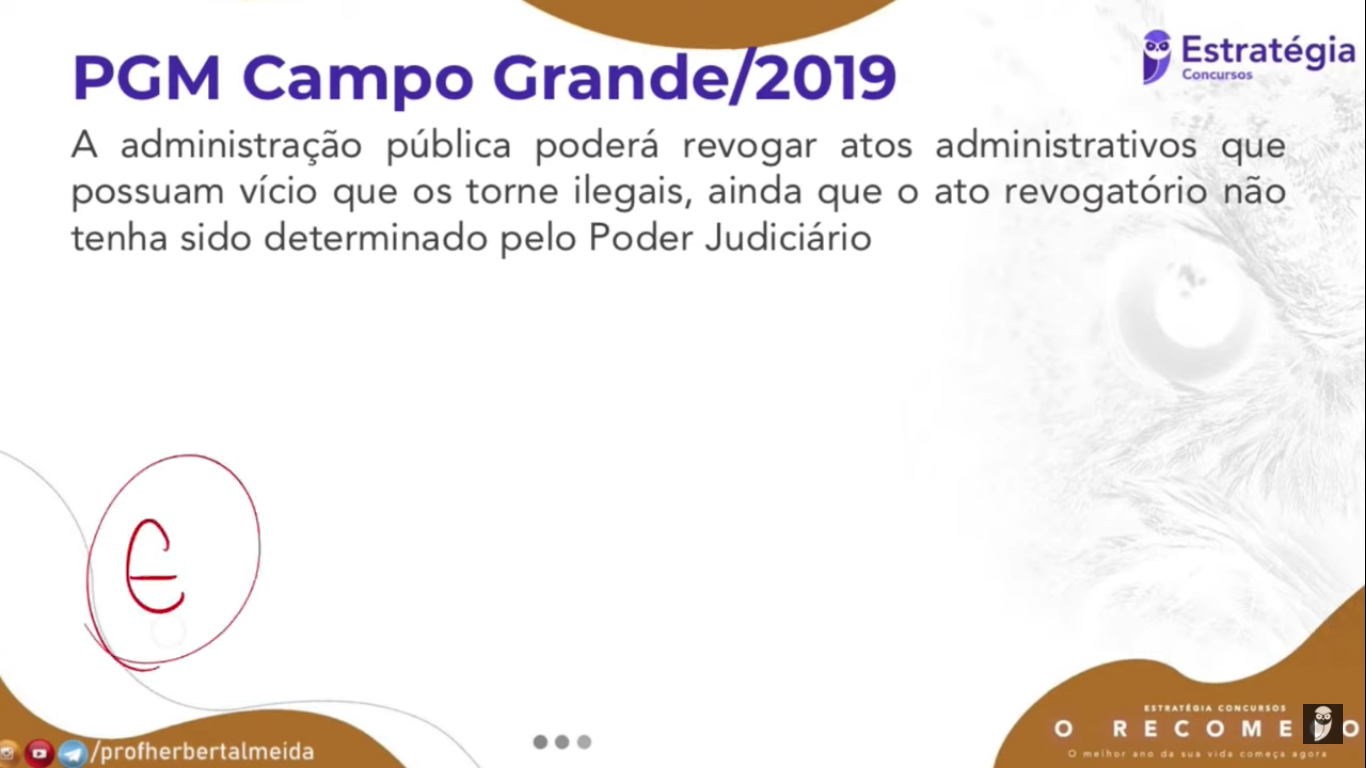 PGM Campo Grande/2019
Estratégia
Concursos
A administração pública poderá revogar atos administrativos que
possuam vício que os torne ilegais, ainda que o ato revogatório não
tenha sido determinado pelo Poder Judiciário
E
/profherbertalmeida
ESTRATÉGIA CONCURSOS
O RECOME O
O melhor ano da sua vida começa agora